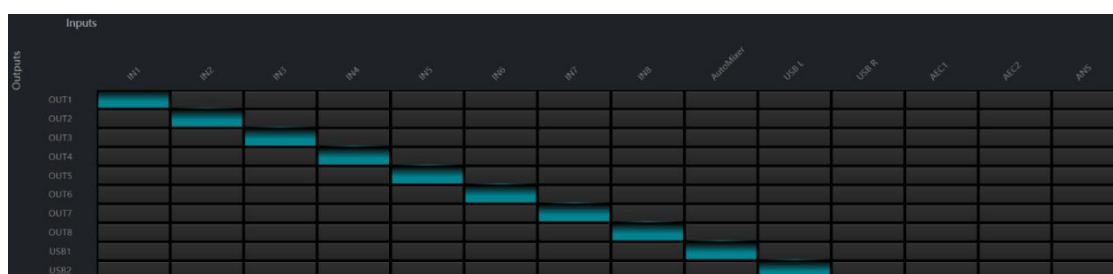 Inputs
Outputs
IN1 IN2 IN3 IN4 IN5 IN6 IN7 IN8 AutoMixer USB L USB R AEC1 AEC2 ANS
OUT1
OUT2
OUT3
OUT4
OUT5
OUT6
OUT7
OUT8
USB1
USB2